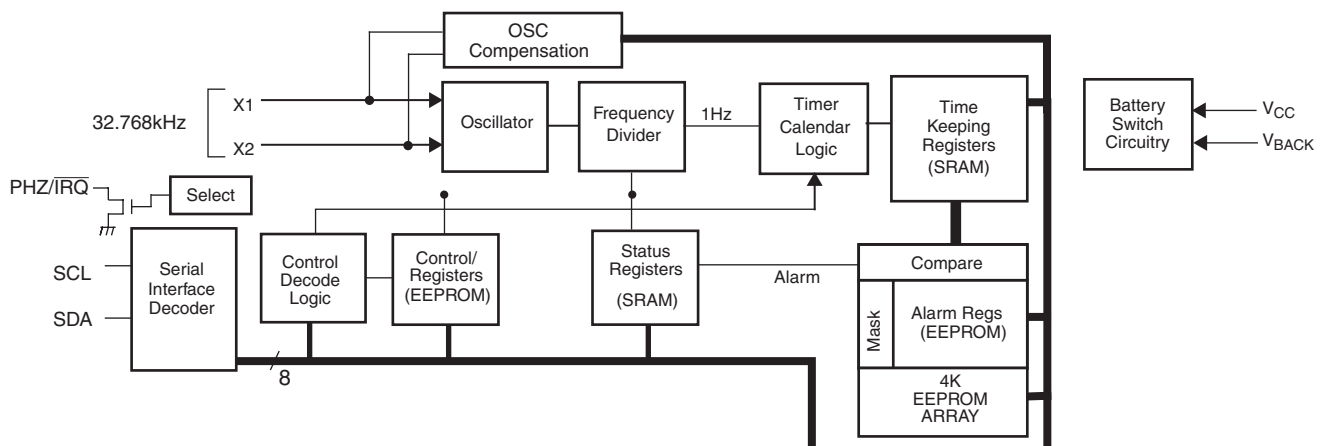 OSC
Compensation
32.768kHz
X1
X2
Oscillator
Frequency
Divider
1Hz
Timer
Calendar
Logic
Time
Keeping
Registers
(SRAM)
Battery
Switch
Circuitry
VCC
VBACK
PHZ/IRQ
Select
SCL
SDA
Serial
Interface
Decoder
Control
Decode
Logic
Control/
Registers
(EEPROM)
Status
Registers
(SRAM)
Alarm
Compare
Mask
Alarm Regs
(EEPROM)
4K
EEPROM
ARRAY
8